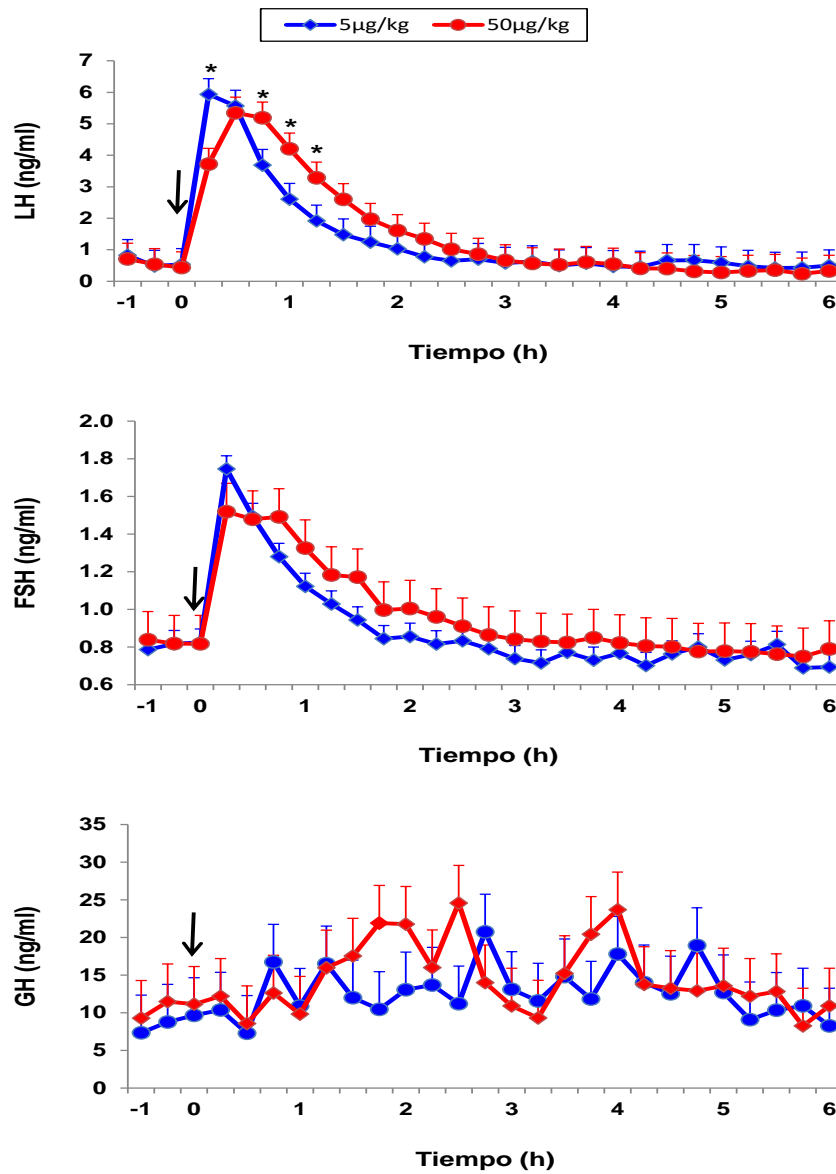 5µg/kg 50µg/kg
7
6
5
4
3
2
1
0
LH (ng/ml)
* * * *
-1 0 1 2 3 4 5 6
Tiempo (h)
2.0
1.8
1.6
1.4
1.2
1.0
0.8
0.6
FSH (ng/ml)
-1 0 1 2 3 4 5 6
Tiempo (h)
35
30
25
20
15
10
5
0
GH (ng/ml)
-1 0 1 2 3 4 5 6
Tiempo (h)